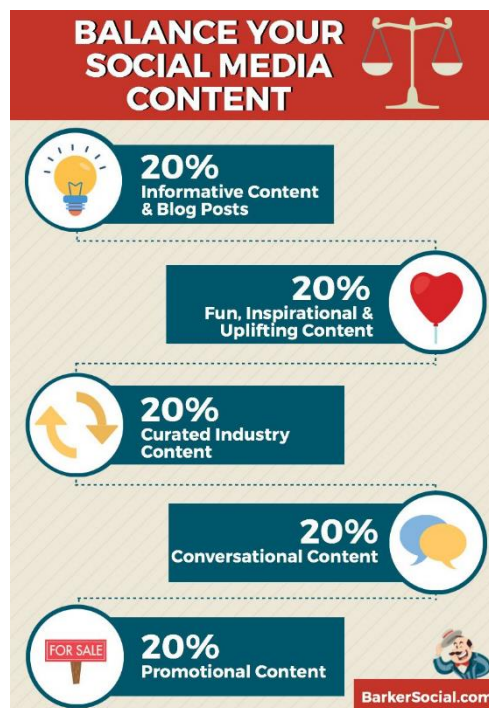 BALANCE YOUR
SOCIAL MEDIA
CONTENT
20%
Informative Content
& Blog Posts
20%
Fun, Inspirational &
Uplifting Content
20%
Curated Industry
Content
20%
Conversational Content
FOR SALE
20%
Promotional Content
BarkerSocial.com